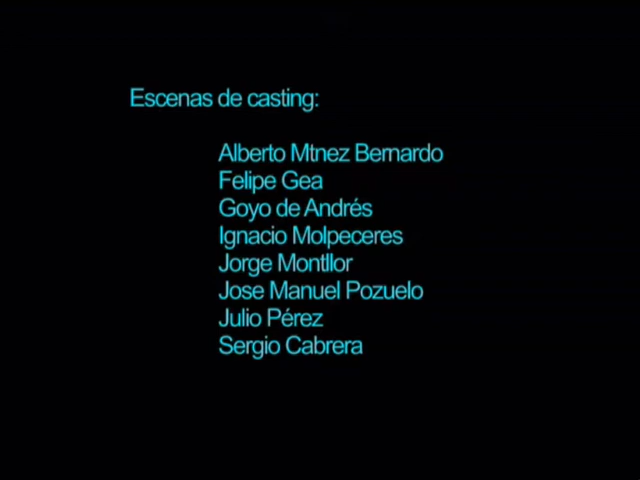 Escenas de casting:
Alberto Mtnez Bernardo
Felipe Gea
Goyo de Andrés
Ignacio Molpeceres
Jorge Montllor
Jose Manuel Pozuelo
Julio Pérez
Sergio Cabrera